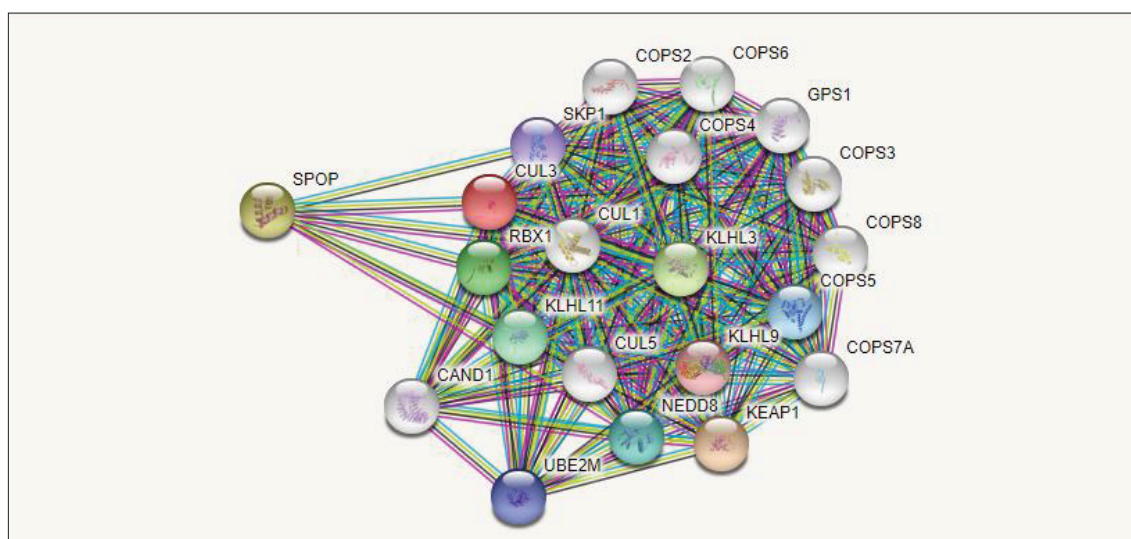 COPS2
COPS6
GPS1
SKP1
COPS4
COPS3
SPOP
CUL3
CUL1
COPS8
RBX1
KLHL3
COPS5
KLHL11
KLHL9
CUL5
COPS7A
CAND1
NEDD8
KEAP1
UBE2M